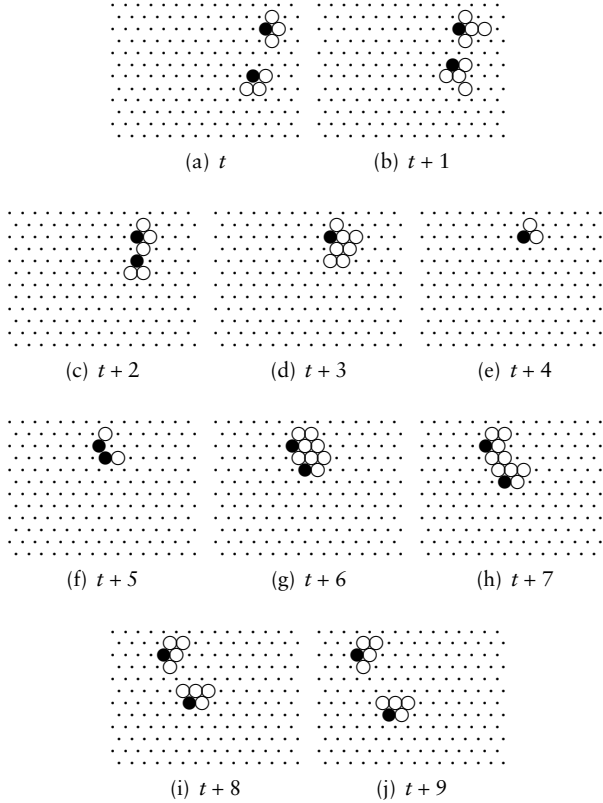 (a) t
(b) t + 1
(c) t + 2
(d) t + 3
(e) t + 4
(f) t + 5
(g) t + 6
(h) t + 7
(i) t + 8
(j) t + 9